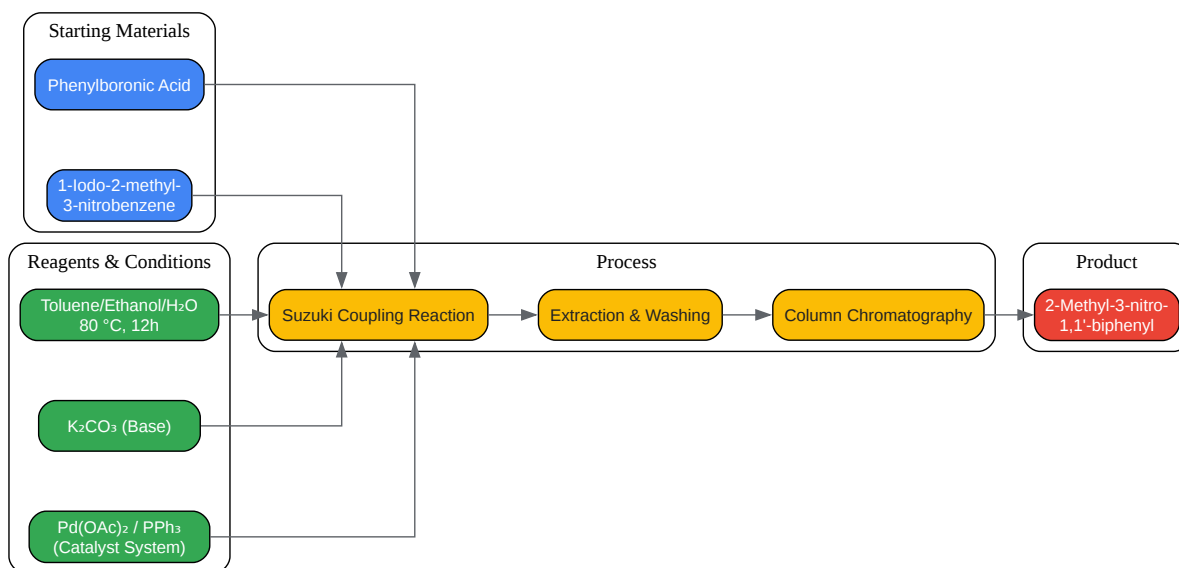 Starting Materials
Phenylboronic Acid
1-Iodo-2-methyl-
3-nitrobenzene
Reagents & Conditions
Toluene/Ethanol/H₂O
80 °C, 12h
K₂CO₃ (Base)
Pd(OAc)₂ / PPh₃
(Catalyst System)
Process
Suzuki Coupling Reaction
Extraction & Washing
Column Chromatography
Product
2-Methyl-3-nitro-
1,1'-biphenyl